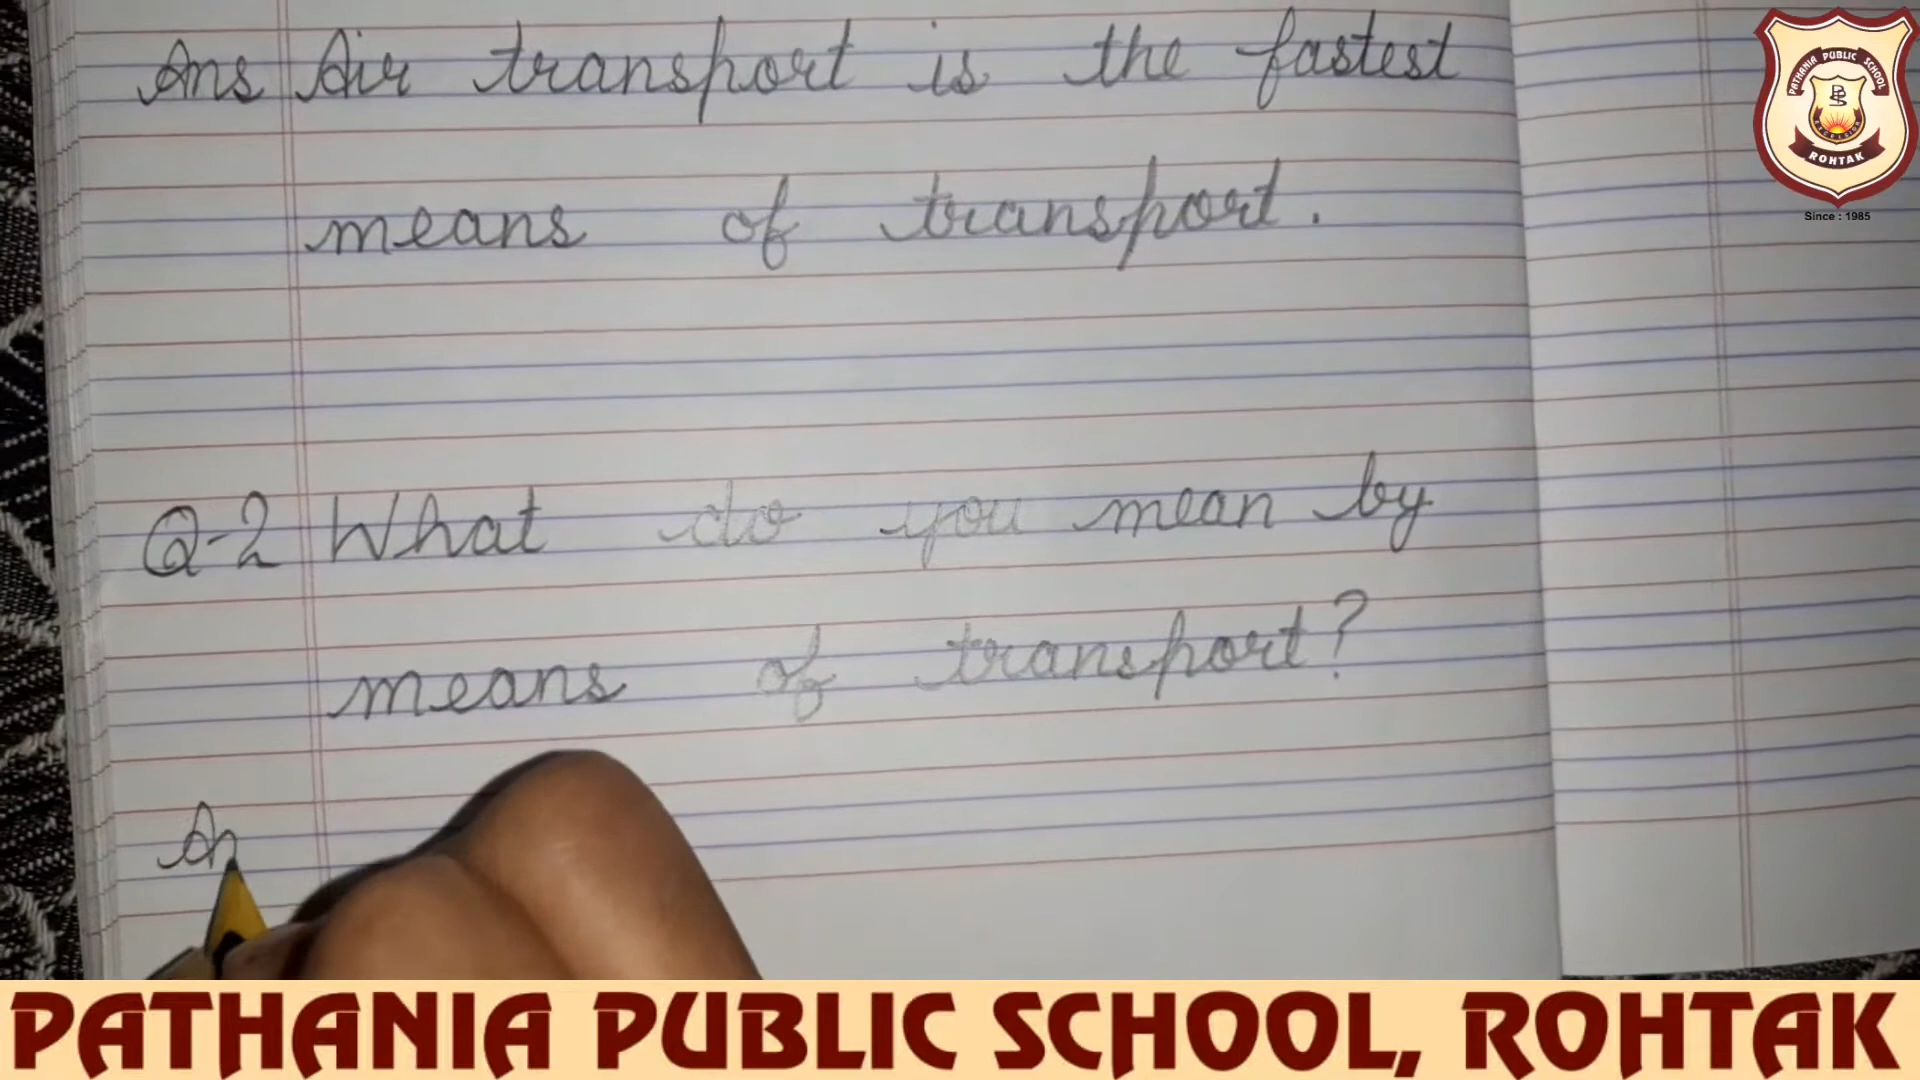 Ans Air transport is the fastest
means of transport.
Q-2 What do you mean by
means of transport?
An
PATHANIA PUBLIC SCHOOL
ROHTAK
Since : 1985
PATHANIA PUBLIC SCHOOL, ROHTAK